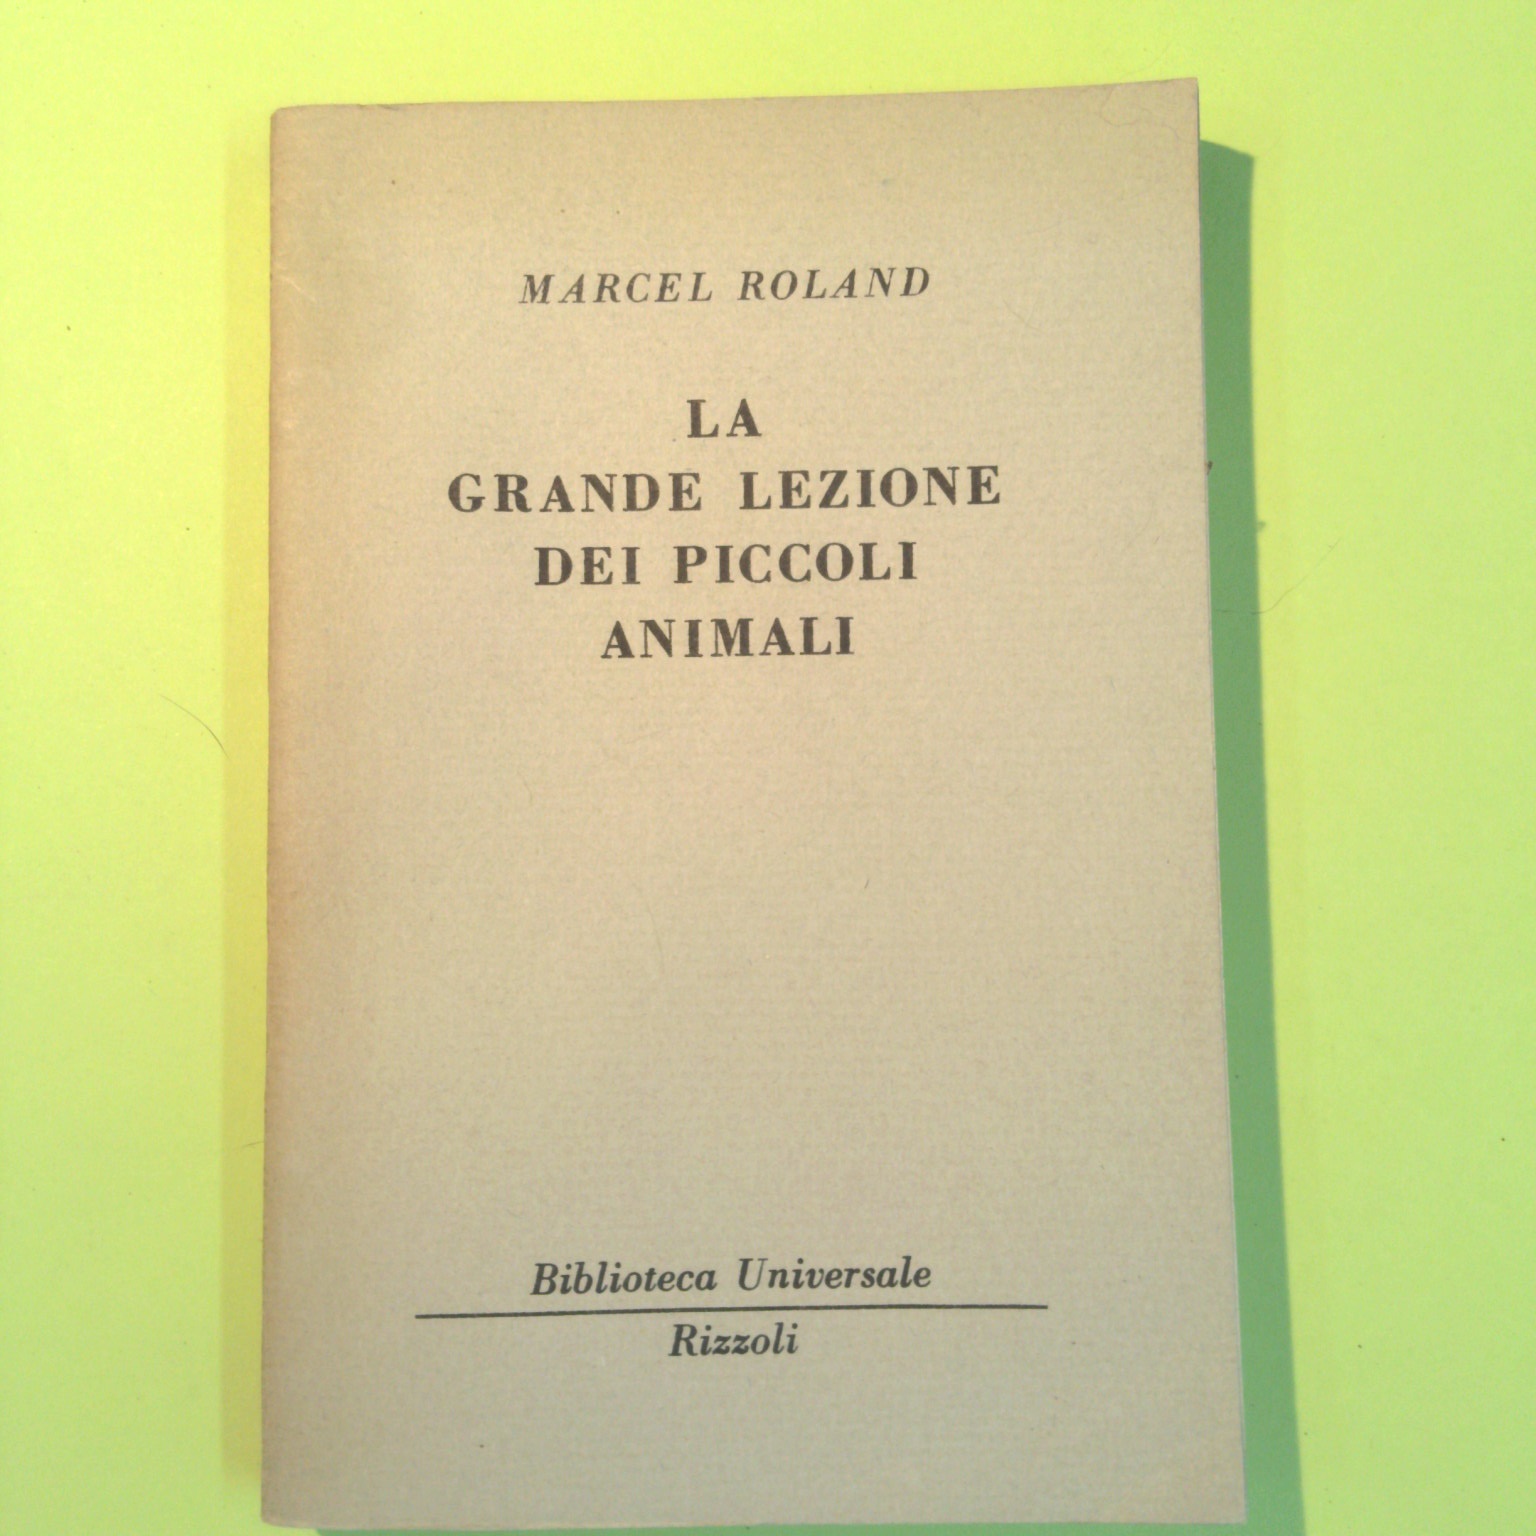 MARCEL ROLAND
LA
GRANDE LEZIONE
DEI PICCOLI
ANIMALI
Biblioteca Universale
Rizzoli